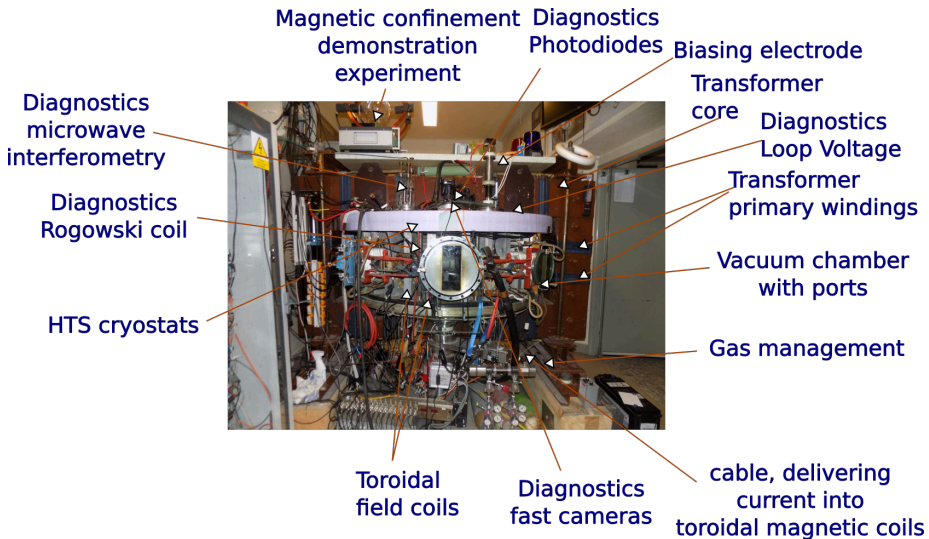 Magnetic confinement
demonstration
experiment
Diagnostics
Photodiodes
Biasing electrode
Transformer
core
Diagnostics
microwave
interferometry
Diagnostics
Loop Voltage
Transformer
primary windings
Diagnostics
Rogowski coil
Vacuum chamber
with ports
HTS cryostats
Gas management
Toroidal
field coils
Diagnostics
fast cameras
cable, delivering
current into
toroidal magnetic coils